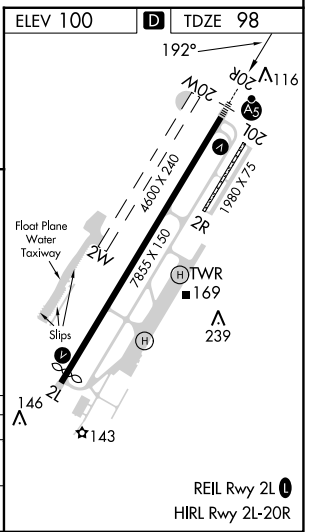 ELEV 100 D TDZE 98
192°
20W
20R
116
A5
20L
V
4600 X 240
1980 X 75
2R
Float Plane
Water
Taxiway
2W
7855 X 150
H TWR
169
239
Slips
H
V
2L
146
143
REIL Rwy 2L L
HIRL Rwy 2L-20R